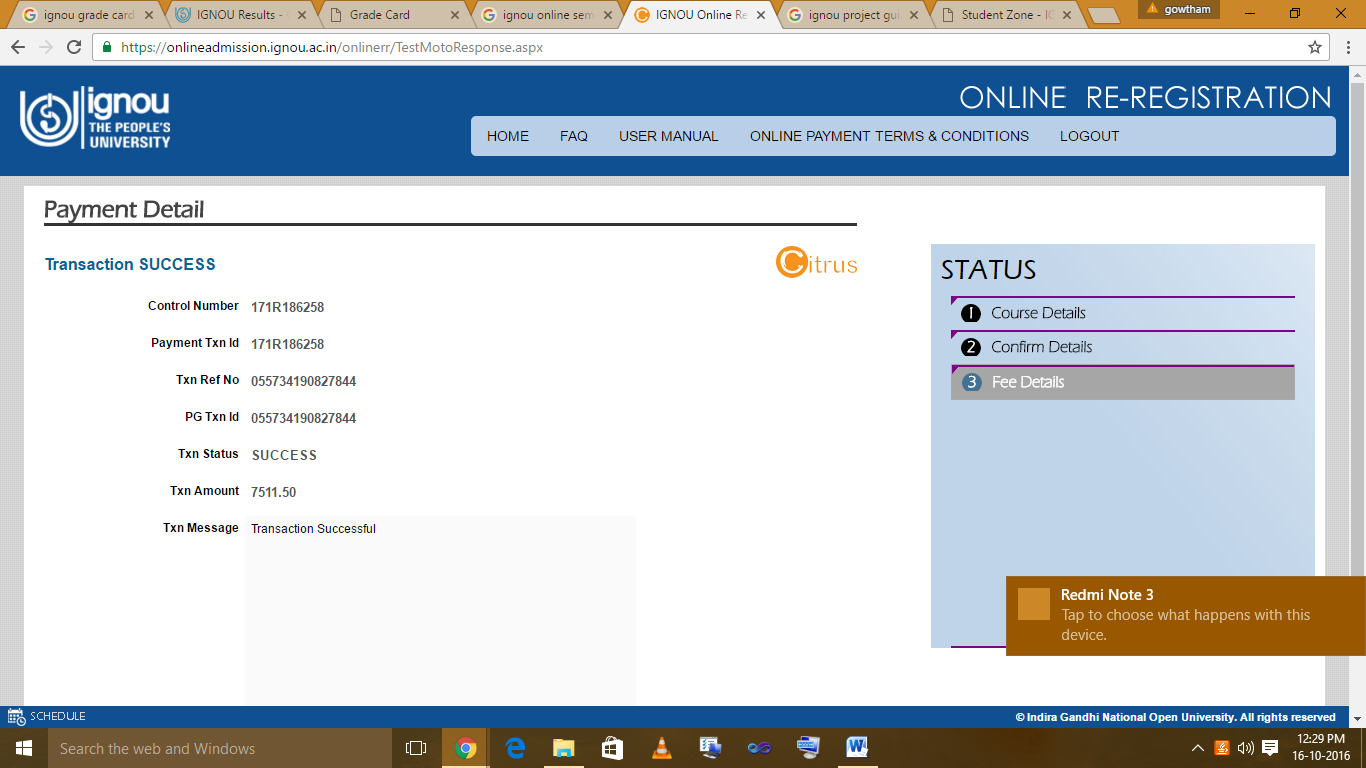 ignou grade card
IGNOU Results -
Grade Card
ignou online sem
IGNOU Online Re
ignou project gui
Student Zone - IG
gowtham
https://onlineadmission.ignou.ac.in/onlinerr/TestMotoResponse.aspx
ignou
THE PEOPLE'S
UNIVERSITY
ONLINE RE-REGISTRATION
HOME FAQ USER MANUAL ONLINE PAYMENT TERMS & CONDITIONS LOGOUT
Payment Detail
Transaction SUCCESS
Citrus
Control Number 171R186258
Payment Txn Id 171R186258
Txn Ref No 055734190827844
PG Txn Id 055734190827844
Txn Status SUCCESS
Txn Amount 7511.50
Txn Message Transaction Successful
STATUS
1 Course Details
2 Confirm Details
3 Fee Details
Redmi Note 3
Tap to choose what happens with this
device.
SCHEDULE
© Indira Gandhi National Open University. All rights reserved
Search the web and Windows
12:29 PM
16-10-2016